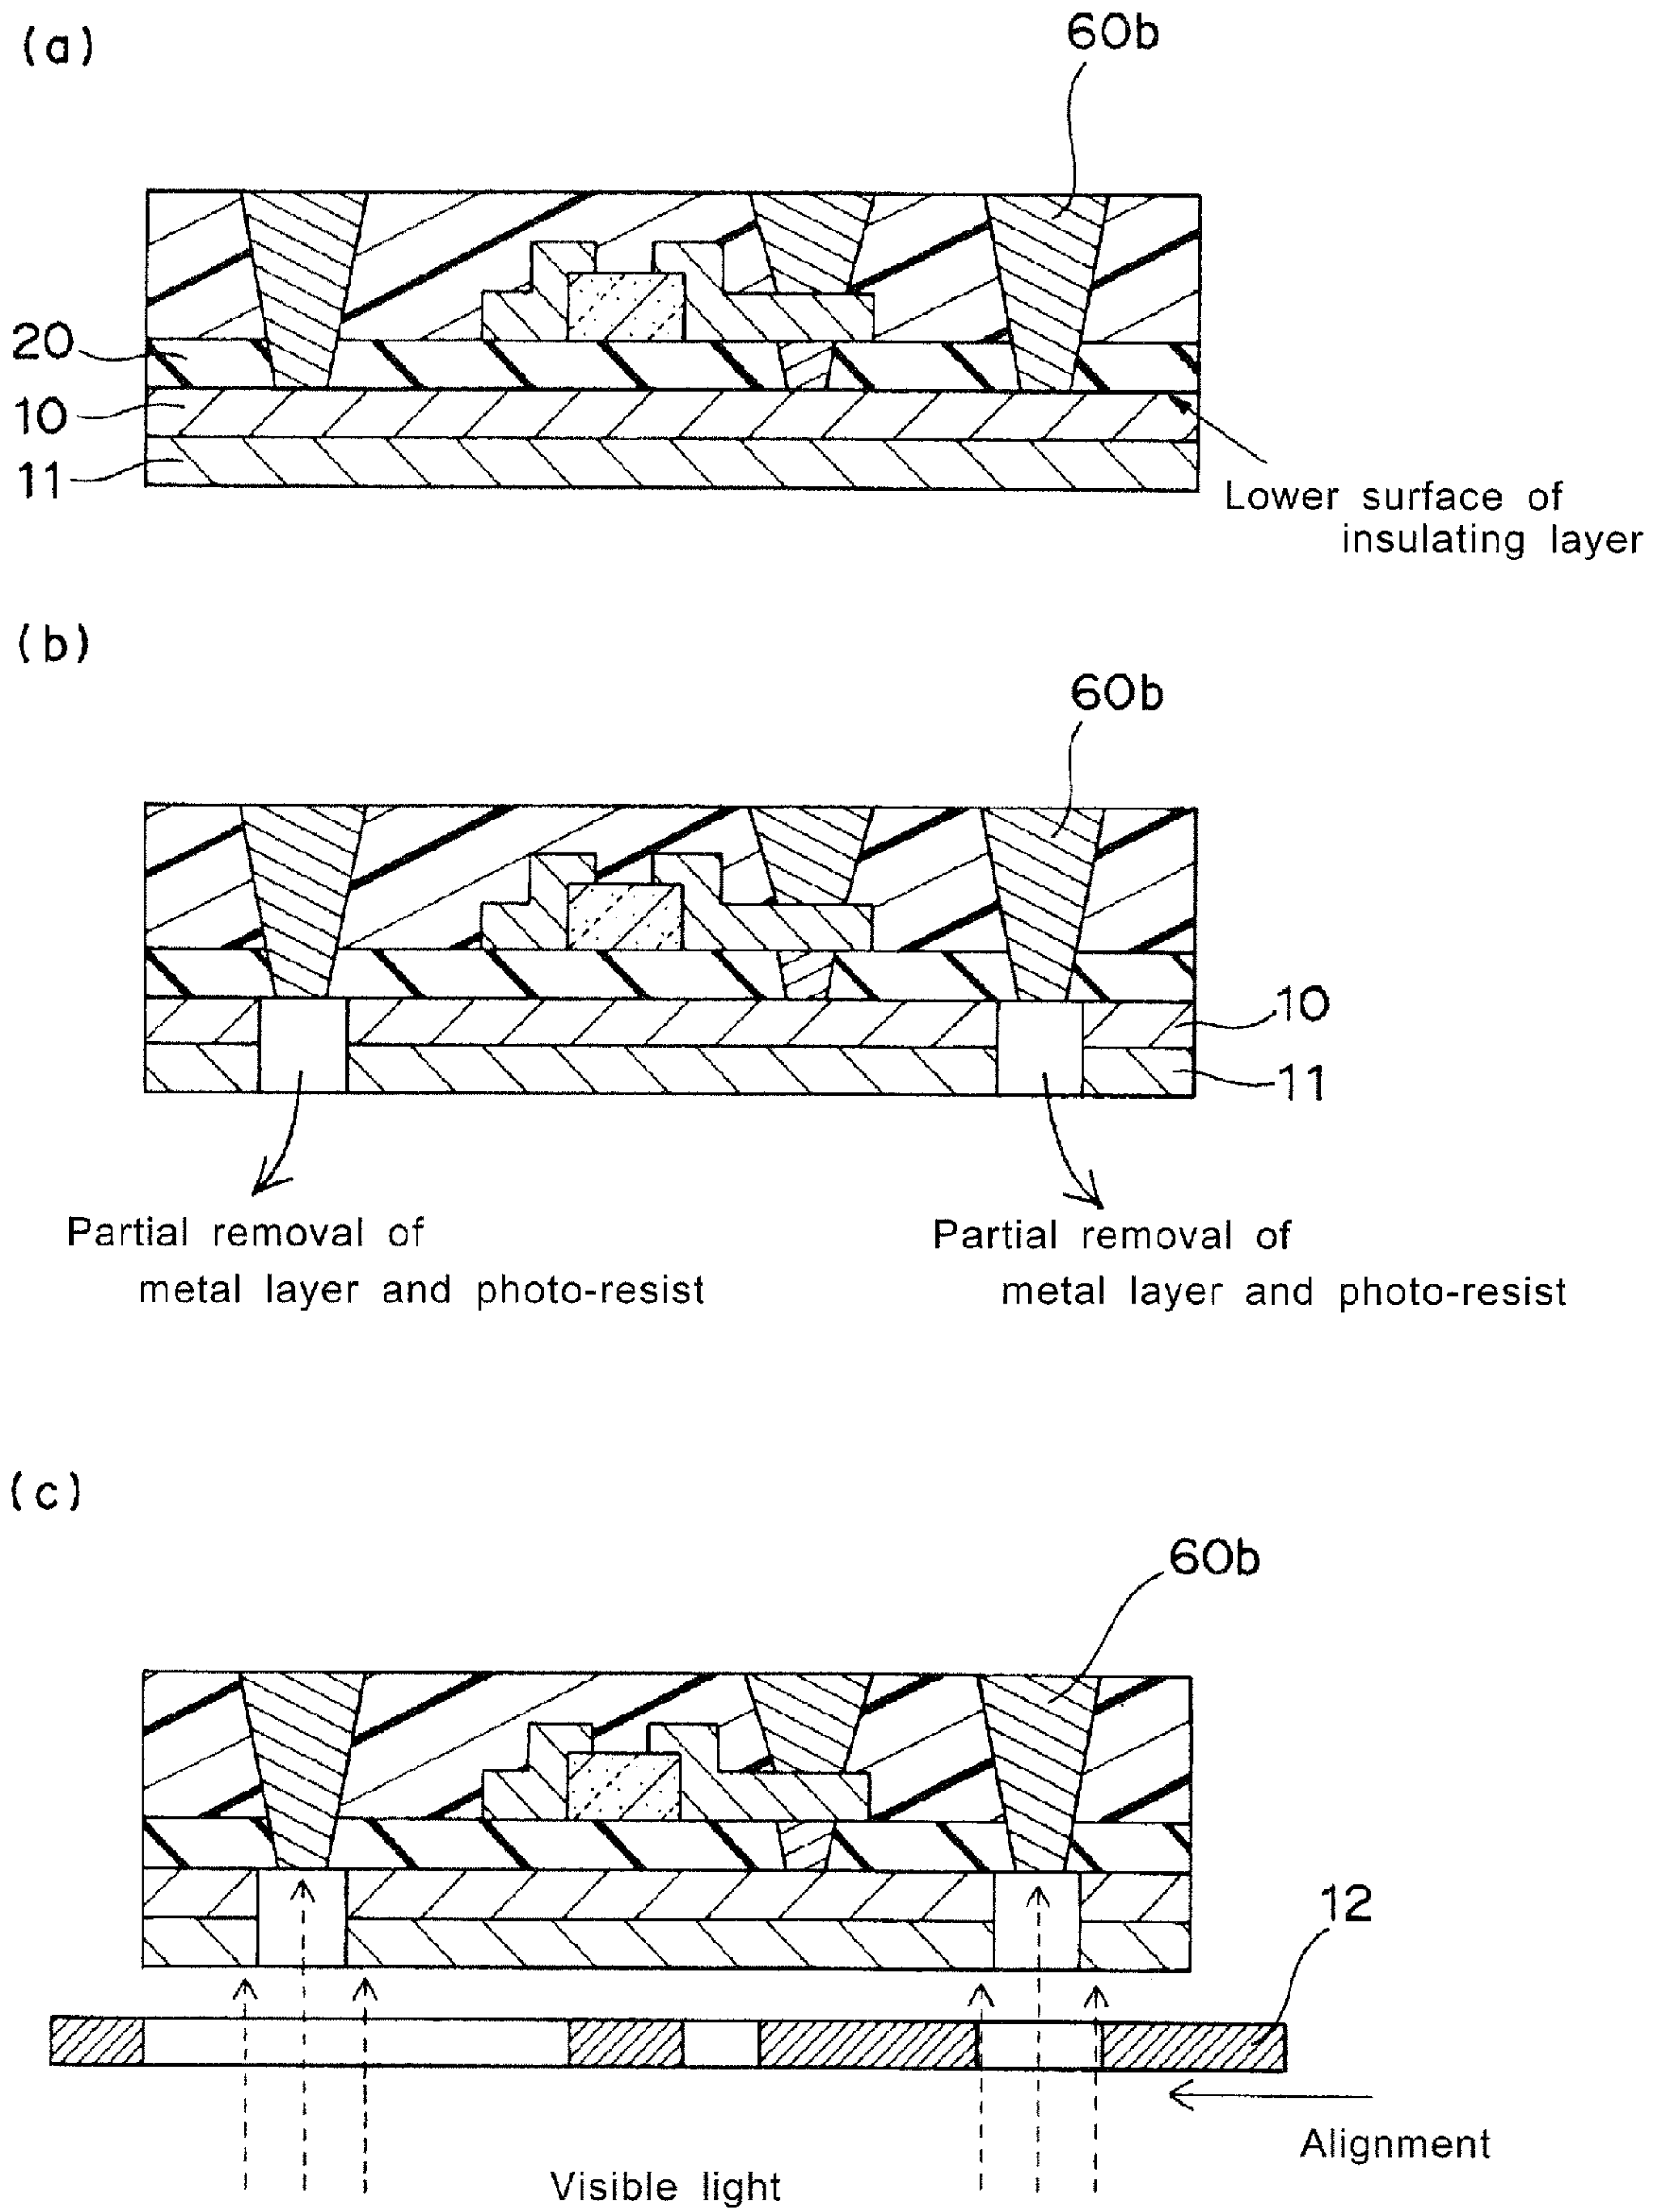 (a)
60b
20
10
11
Lower surface of
insulating layer
(b)
60b
10
11
Partial removal of
metal layer and photo-resist
Partial removal of
metal layer and photo-resist
(c)
60b
12
Alignment
Visible light